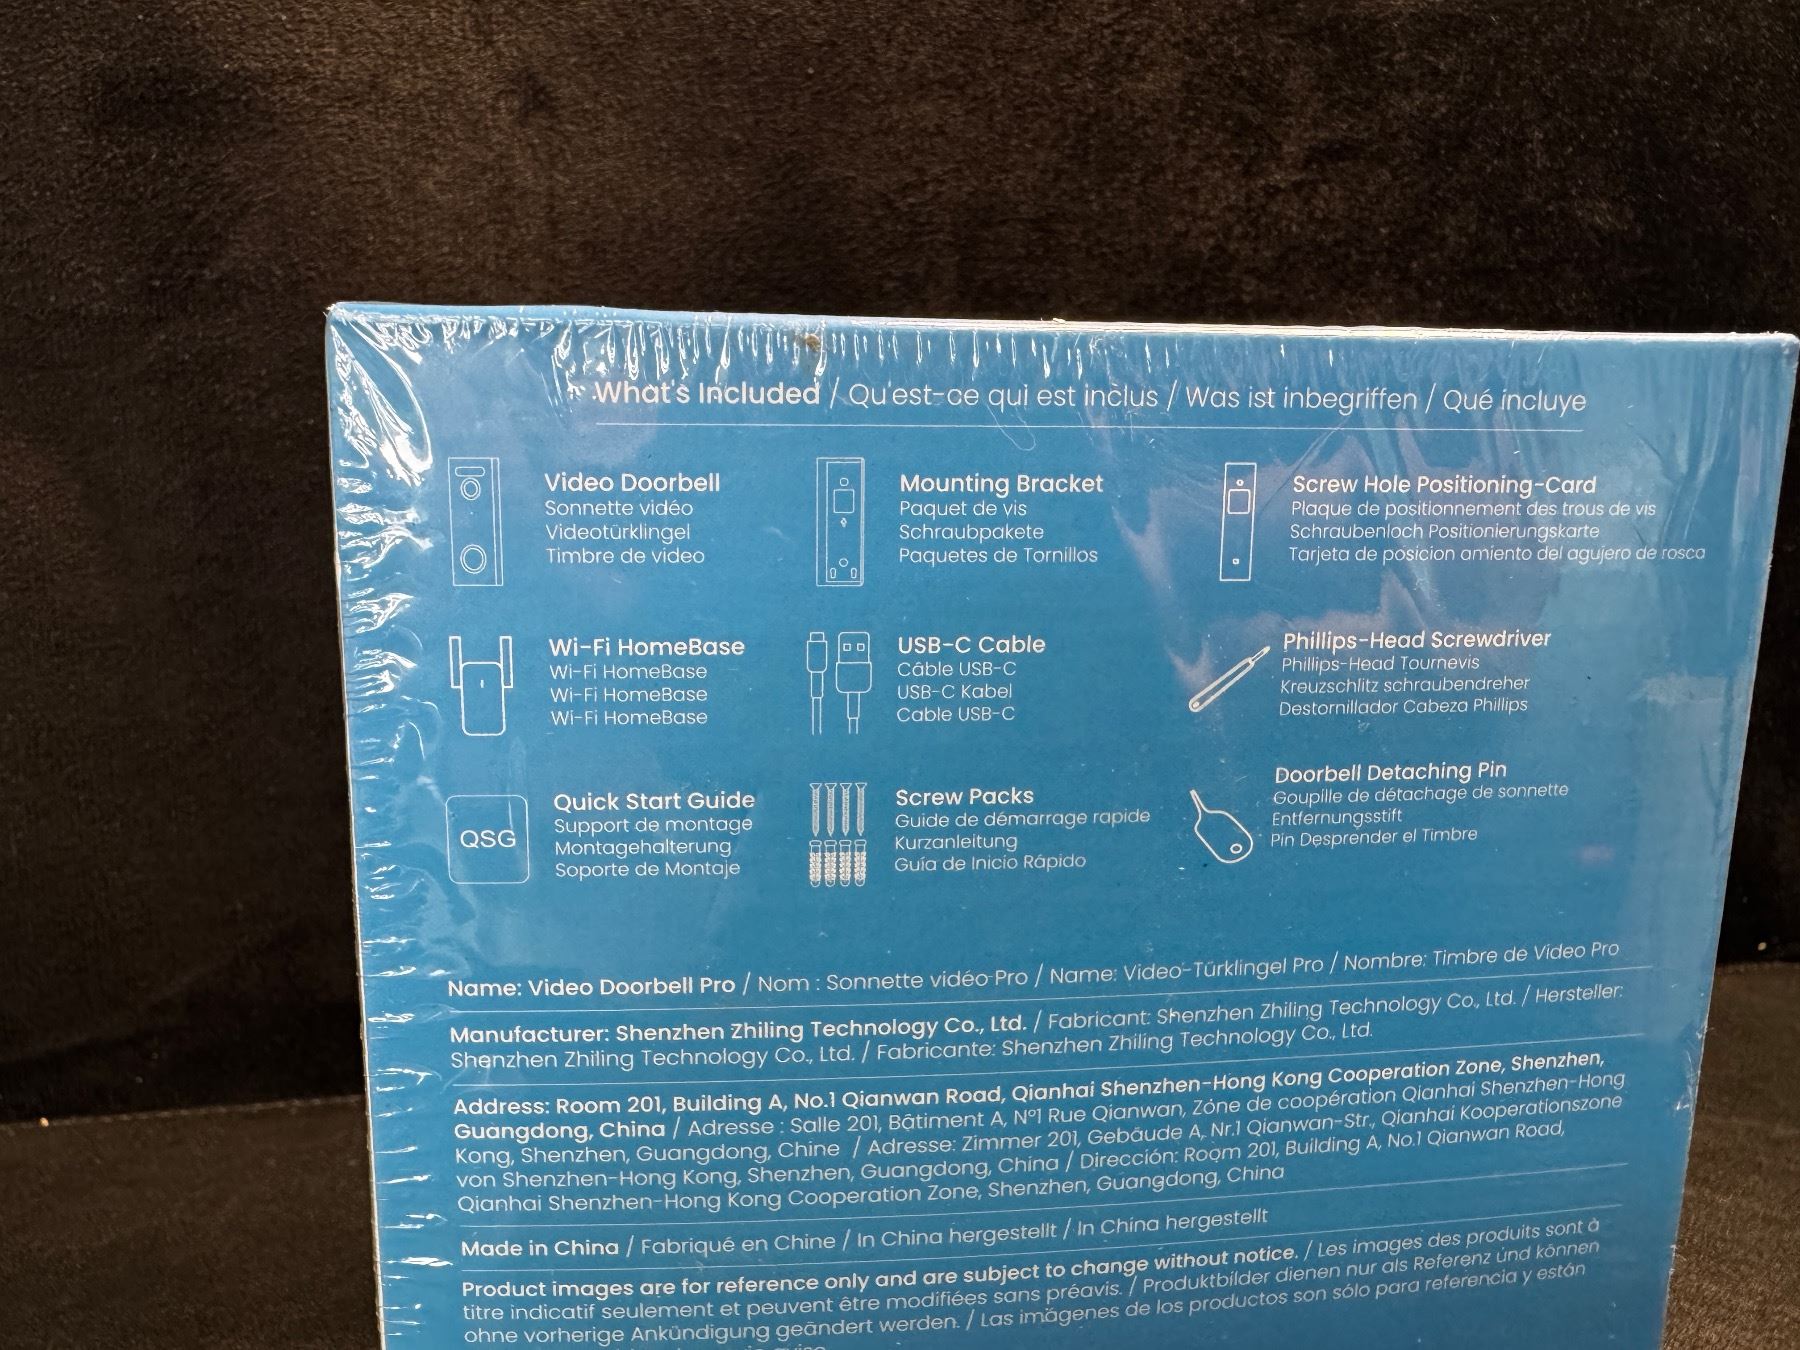 What's Included / Qu'est-ce qui est inclus / Was ist inbegriffen / Qué incluye
Video Doorbell
Sonnette vidéo
Videotürklingel
Timbre de video
Mounting Bracket
Paquet de vis
Schraubpakete
Paquetes de Tornillos
Screw Hole Positioning-Card
Plaque de positionnement des trous de vis
Schraubenloch Positionierungskarte
Tarjeta de posicion amiento del agujero de rosca
Wi-Fi HomeBase
Wi-Fi HomeBase
Wi-Fi HomeBase
Wi-Fi HomeBase
USB-C Cable
Câble USB-C
USB-C Kabel
Cable USB-C
Phillips-Head Screwdriver
Phillips-Head Tournevis
Kreuzschlitz schraubendreher
Destornillador Cabeza Phillips
QSG
Quick Start Guide
Support de montage
Montagehalterung
Soporte de Montaje
Screw Packs
Guide de démarrage rapide
Kurzanleitung
Guía de Inicio Rápido
Doorbell Detaching Pin
Goupille de détachage de sonnette
Entfernungsstift
Pin Desprender el Timbre
Name: Video Doorbell Pro / Nom : Sonnette vidéo Pro / Name: Video-Türklingel Pro / Nombre: Timbre de Video Pro
Manufacturer: Shenzhen Zhiling Technology Co., Ltd. / Fabricant: Shenzhen Zhiling Technology Co., Ltd. / Hersteller:
Shenzhen Zhiling Technology Co., Ltd. / Fabricante: Shenzhen Zhiling Technology Co., Ltd.
Address: Room 201, Building A, No.1 Qianwan Road, Qianhai Shenzhen-Hong Kong Cooperation Zone, Shenzhen,
Guangdong, China / Adresse : Salle 201, Bâtiment A, N°1 Rue Qianwan, Zone de coopération Qianhai Shenzhen-Hong
Kong, Shenzhen, Guangdong, Chine / Adresse: Zimmer 201, Gebäude A, Nr.1 Qianwan-Str., Qianhai Kooperationszone
von Shenzhen-Hong Kong, Shenzhen, Guangdong, China / Dirección: Room 201, Building A, No.1 Qianwan Road,
Qianhai Shenzhen-Hong Kong Cooperation Zone, Shenzhen, Guangdong, China
Made in China / Fabriqué en Chine / In China hergestellt / In China hergestellt
Product images are for reference only and are subject to change without notice. / Les images des produits sont à
titre indicatif seulement et peuvent être modifiées sans préavis. / Produktbilder dienen nur als Referenz und können
ohne vorherige Ankündigung geändert werden. / Las imágenes de los productos son sólo para referencia y están